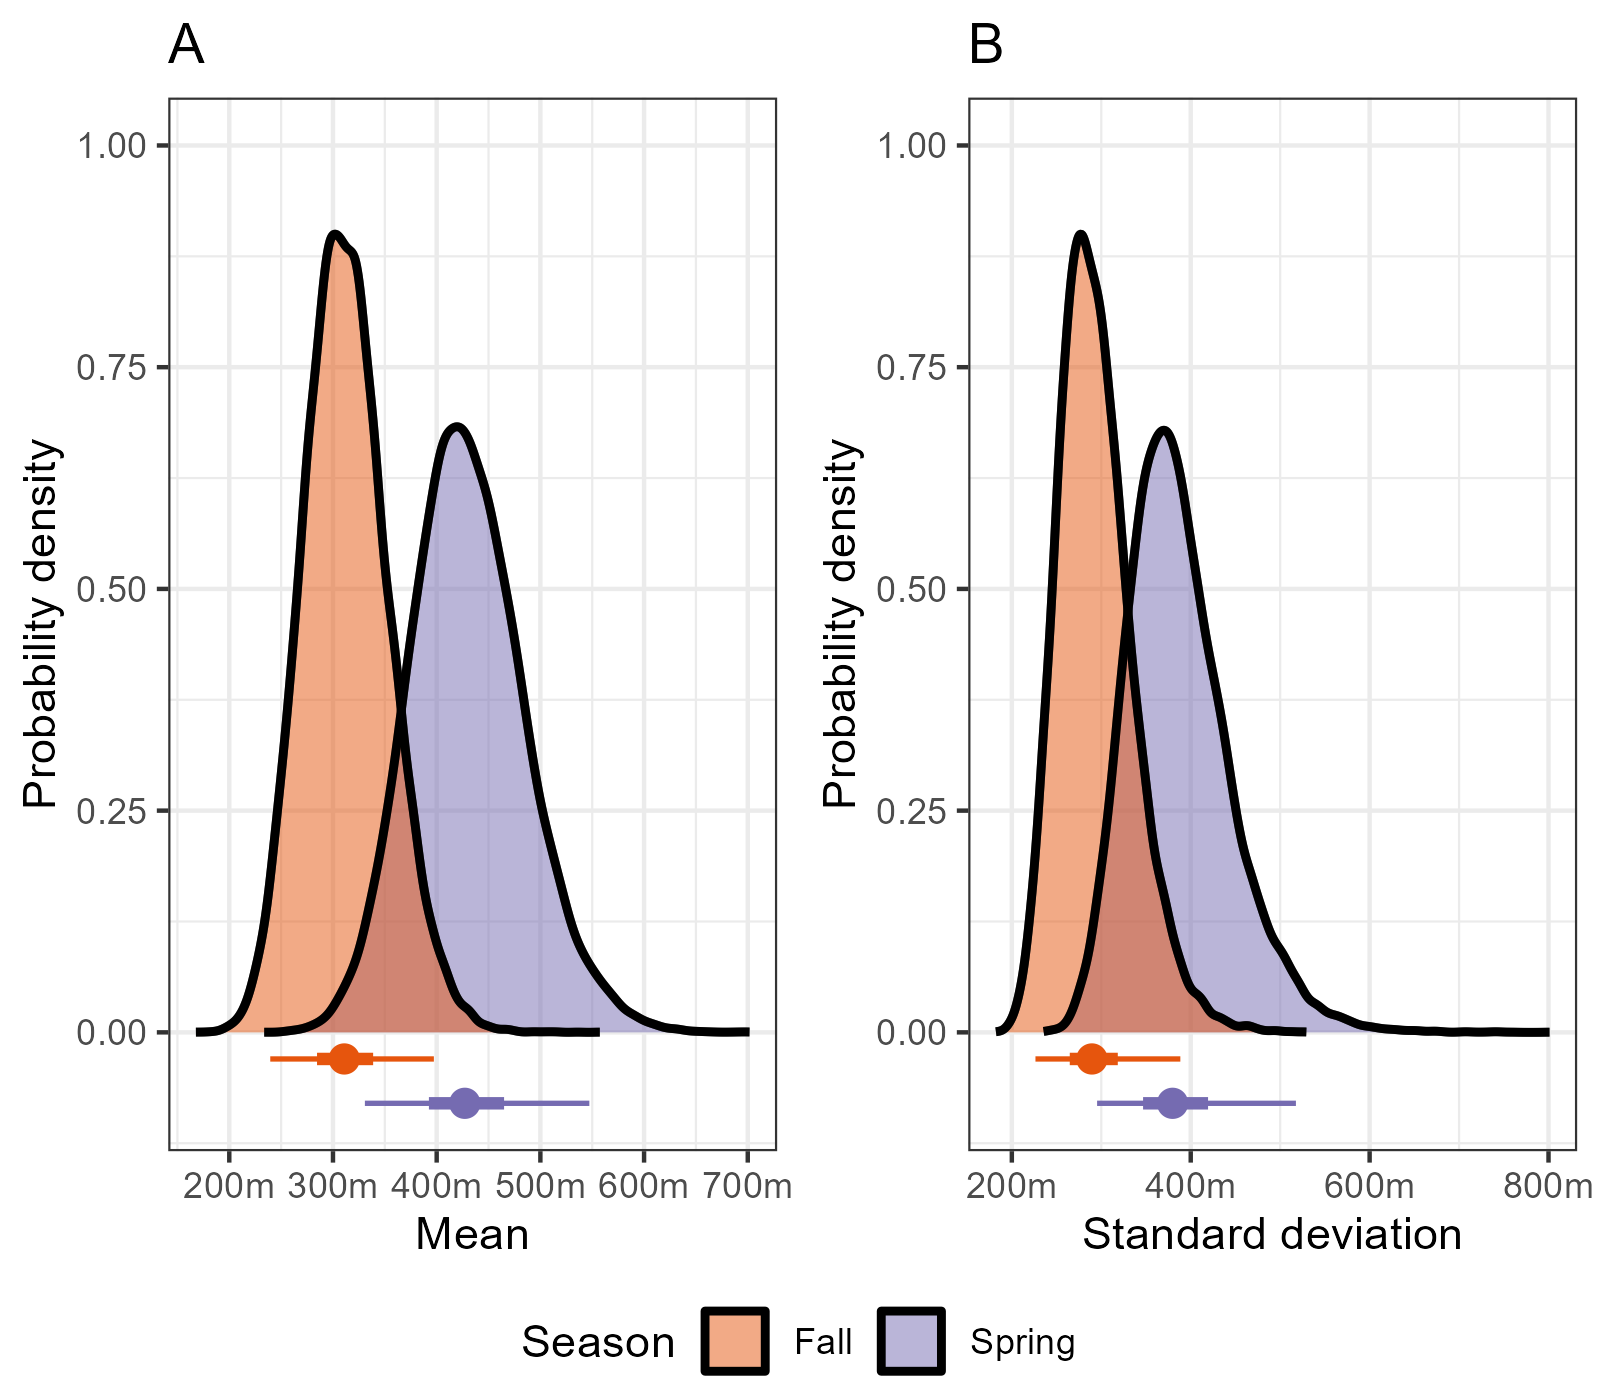 A
1.00
0.75
0.50
0.25
0.00
Probability density
200m 300m 400m 500m 600m 700m
Mean
B
1.00
0.75
0.50
0.25
0.00
Probability density
200m 400m 600m 800m
Standard deviation
Season Fall Spring